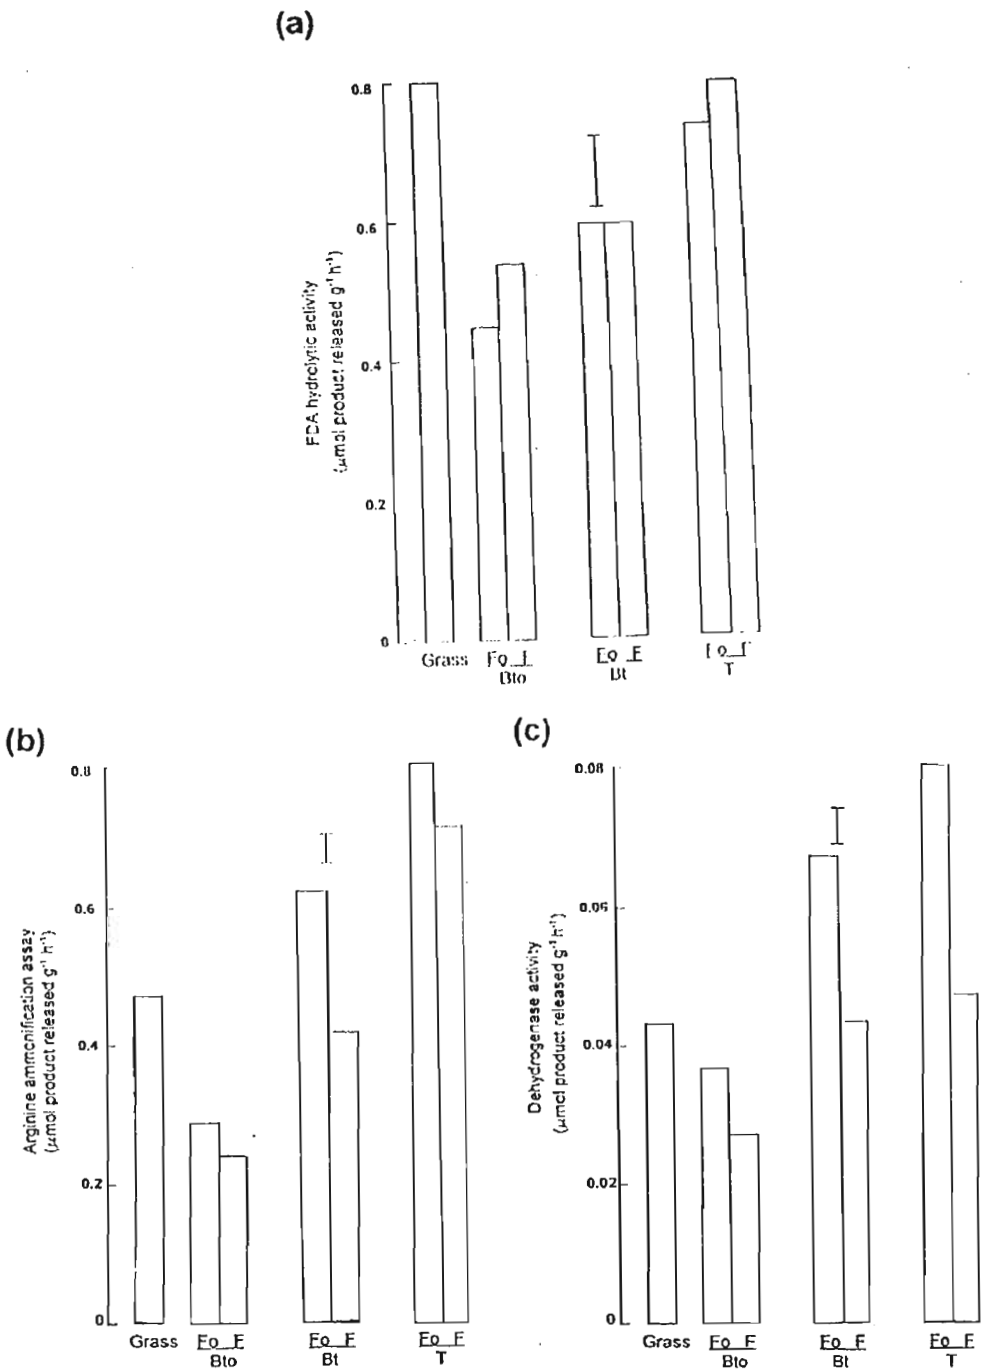 (a)
0.8
0.6
0.4
0.2
0
FDA hydrolytic activity
(μmol product released g⁻¹ h⁻¹)
Grass Fo F
Bto
Fo F
Bt
Fo F
T
(b)
0.8
0.6
0.4
0.2
0
Arginine ammonification assay
(μmol product released g⁻¹ h⁻¹)
Grass Fo F
Bto
Fo F
Bt
Fo F
T
(c)
0.08
0.06
0.04
0.02
0
Dehydrogenase activity
(μmol product released g⁻¹ h⁻¹)
Grass Fo F
Bto
Fo F
Bt
Fo F
T